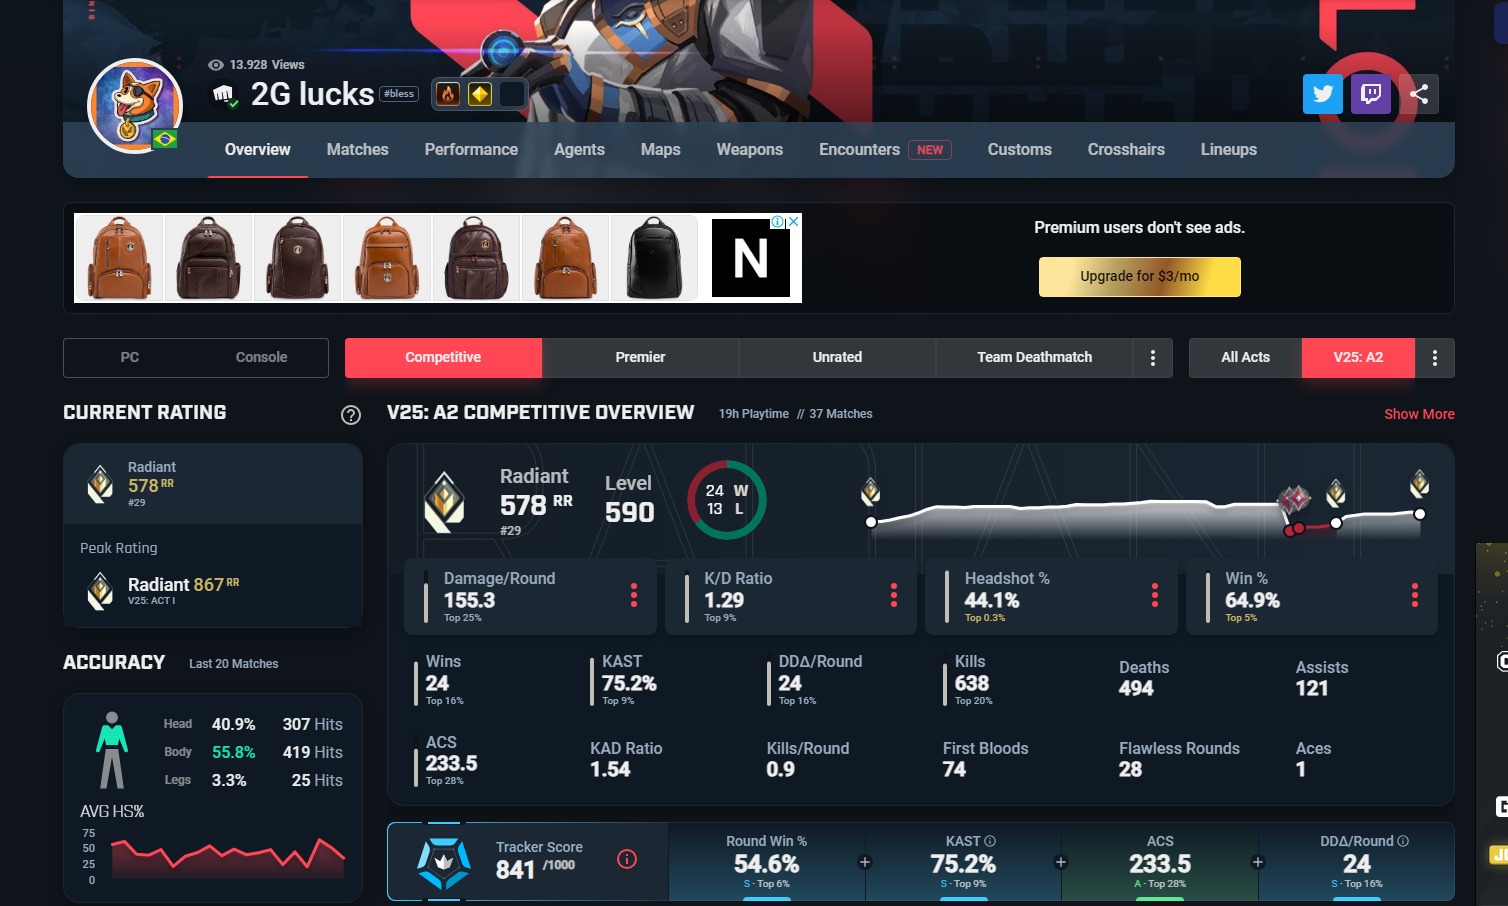 13.928 Views
2G lucks #bless
Overview Matches Performance Agents Maps Weapons Encounters NEW Customs Crosshairs Lineups
N
Premium users don't see ads.
Upgrade for $3/mo
PC Console Competitive Premier Unrated Team Deathmatch All Acts V25: A2
CURRENT RATING
Radiant
578 RR
#29
Peak Rating
Radiant 867 RR
V25: ACT I
ACCURACY Last 20 Matches
Head 40.9% 307 Hits
Body 55.8% 419 Hits
Legs 3.3% 25 Hits
AVG HS%
75
50
25
0
V25: A2 COMPETITIVE OVERVIEW 19h Playtime // 37 Matches Show More
Radiant
578 RR
#29
Level
590
24 W
13 L
Damage/Round
155.3
Top 25%
K/D Ratio
1.29
Top 9%
Headshot %
44.1%
Top 0.3%
Win %
64.9%
Top 5%
Wins
24
Top 16%
KAST
75.2%
Top 9%
DDΔ/Round
24
Top 16%
Kills
638
Top 20%
Deaths
494
Assists
121
ACS
233.5
Top 28%
KAD Ratio
1.54
Kills/Round
0.9
First Bloods
74
Flawless Rounds
28
Aces
1
Tracker Score
841 /1000
Round Win %
54.6%
S - Top 6%
KAST
75.2%
S - Top 9%
ACS
233.5
A - Top 28%
DDΔ/Round
24
S - Top 16%